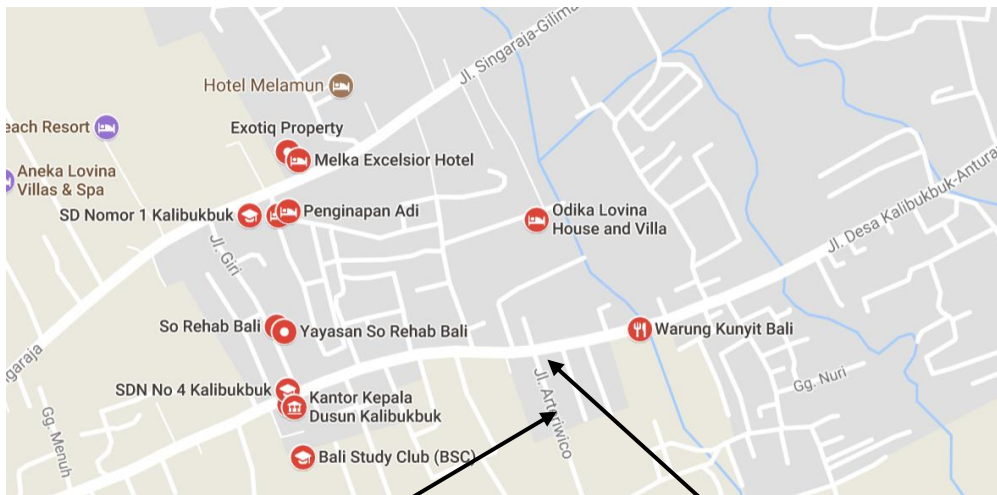 Jl. Singaraja-Gilima
Hotel Melamun
each Resort
Exotiq Property
Melka Excelsior Hotel
Aneka Lovina
Villas & Spa
SD Nomor 1 Kalibukbuk
Penginapan Adi
Odika Lovina
House and Villa
Jl. Desa Kalibukbuk-Antura
Jl. Giri
So Rehab Bali
Yayasan So Rehab Bali
Warung Kunyit Bali
ngaraja
SDN No 4 Kalibukbuk
Kantor Kepala
Dusun Kalibukbuk
Jl. Arteriwico
Gg. Nuri
Gg. Menuh
Bali Study Club (BSC)